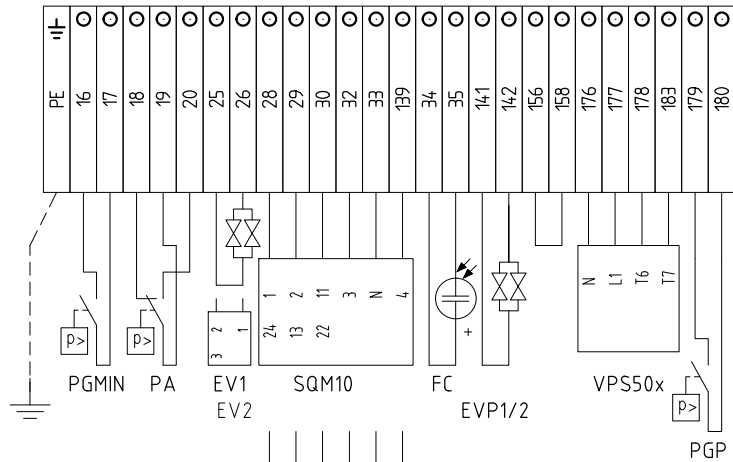 PE 16 17 18 19 20 25 26 28 29 30 32 33 139 34 35 141 142 156 158 176 177 178 183 179 180
1 2 11 3 N 4
24 13 22
N L1 T6 T7
2 1
3
+
p> p>
PGMIN PA EV1 SQM10 FC VPS50x
EV2 EVP1/2
p>
PGP